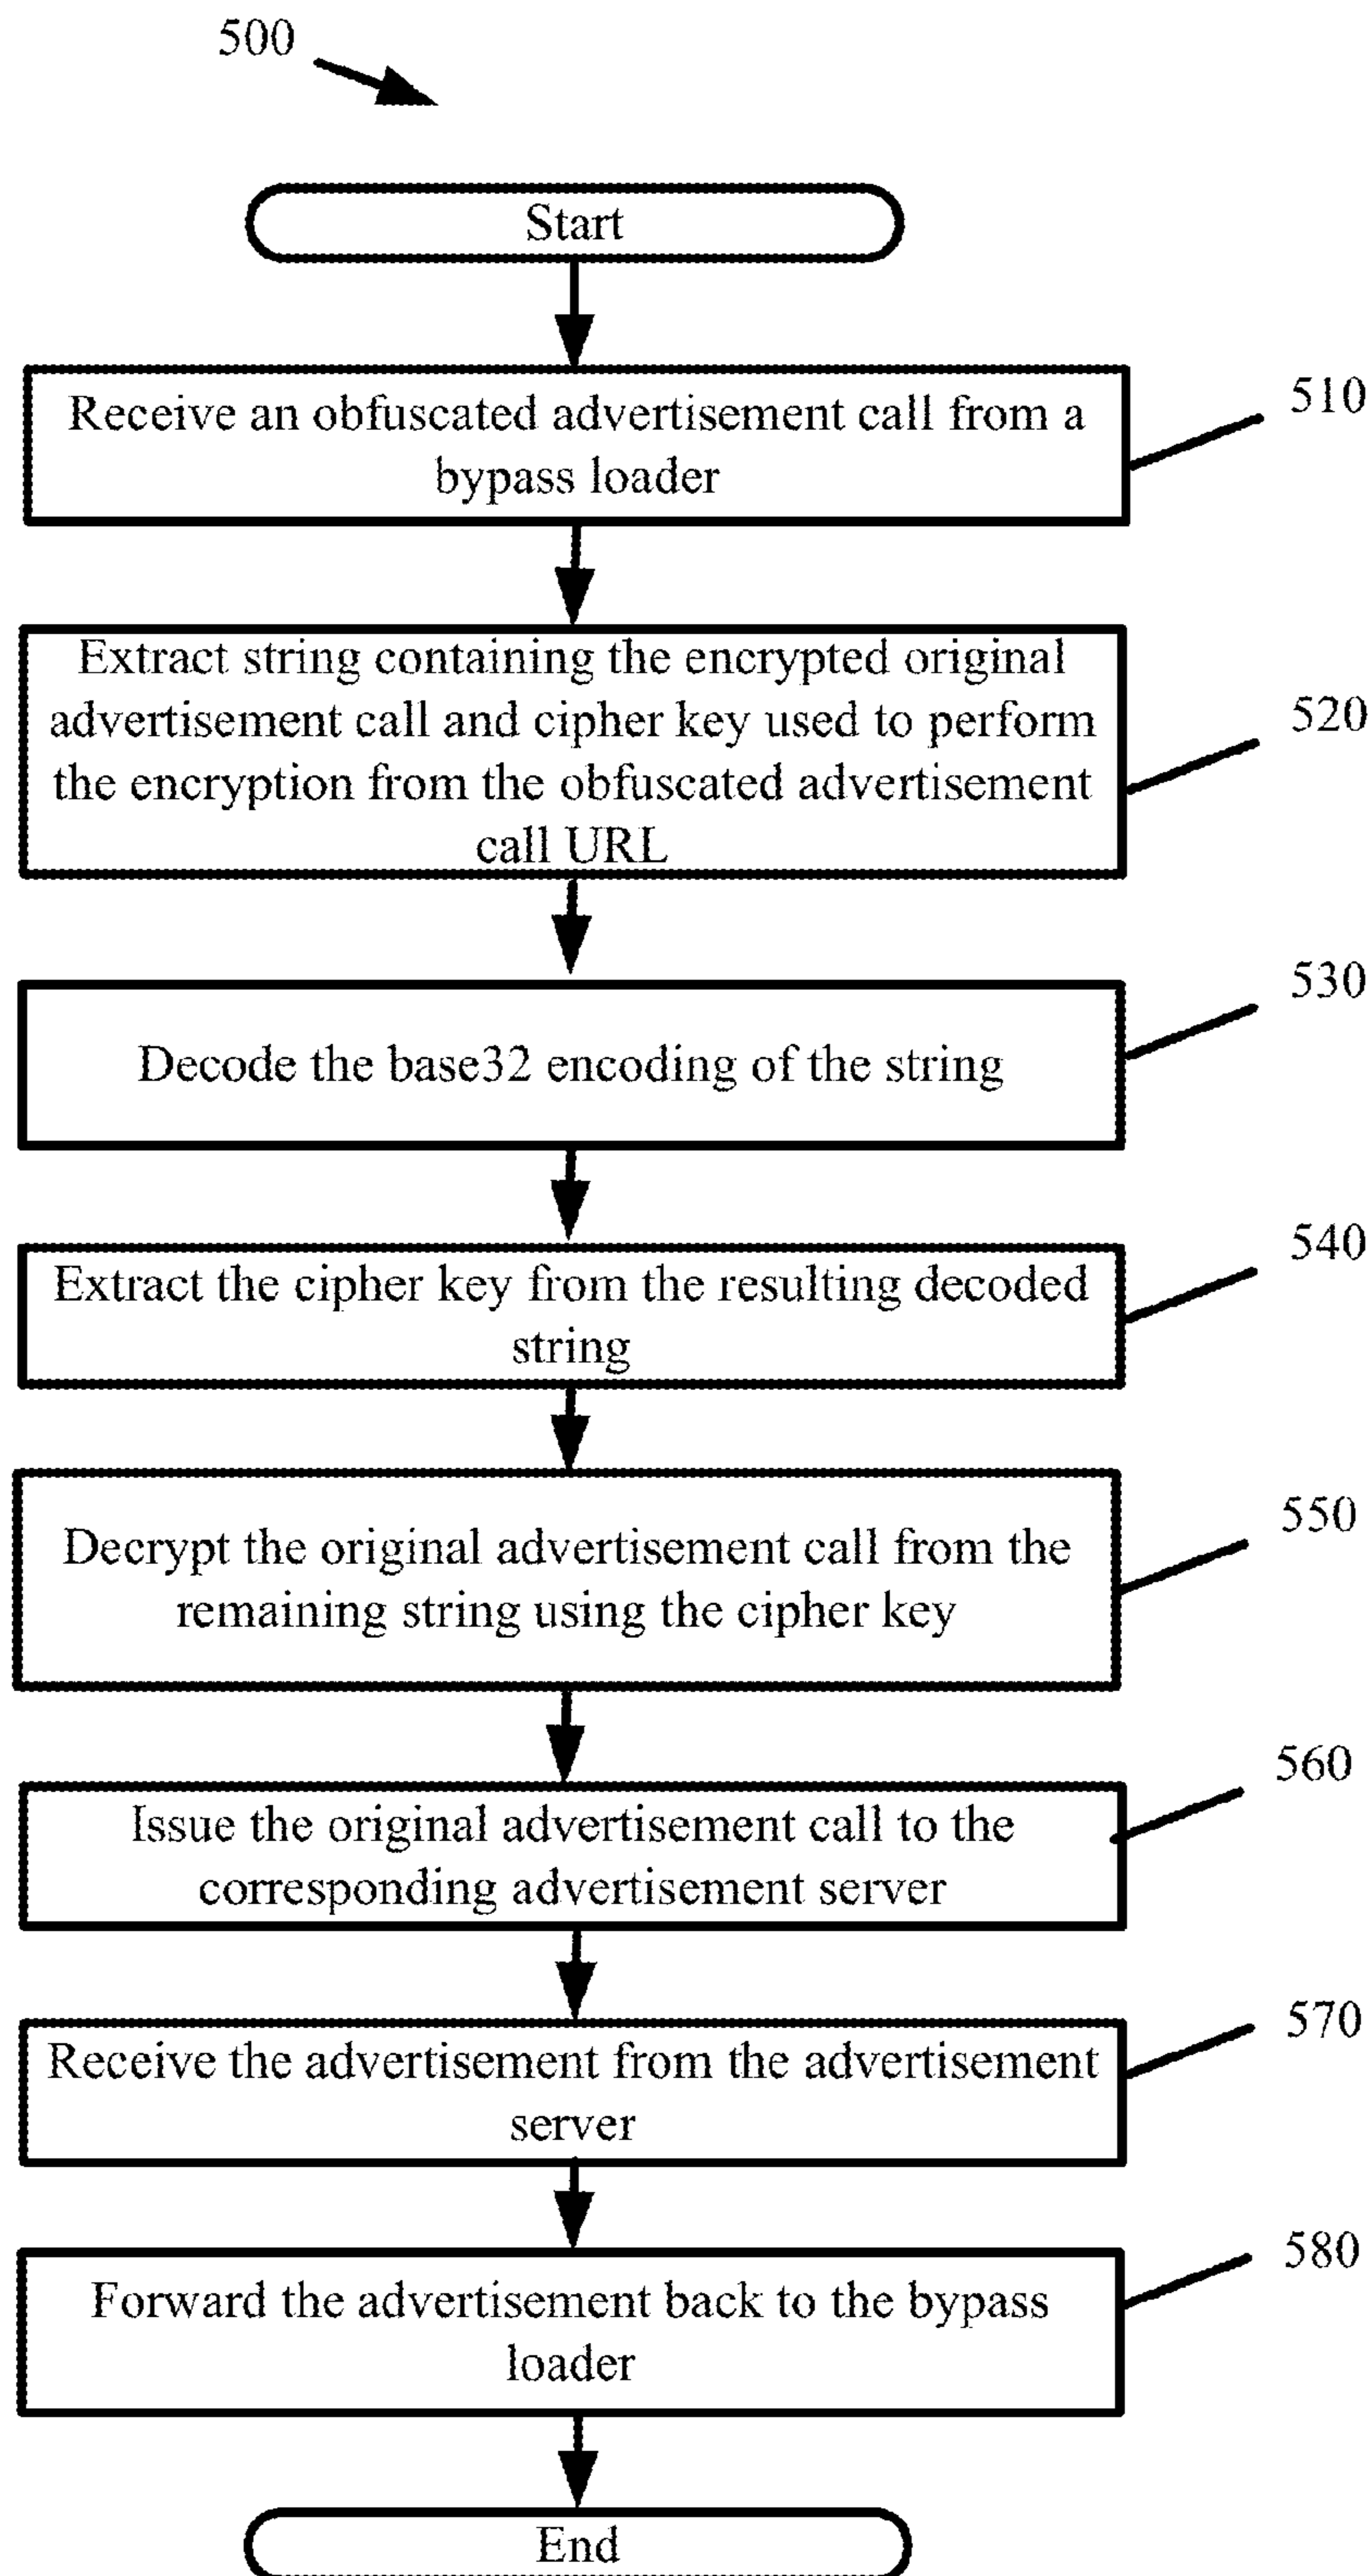 500
Start
Receive an obfuscated advertisement call from a
bypass loader
510
Extract string containing the encrypted original
advertisement call and cipher key used to perform
the encryption from the obfuscated advertisement
call URL
520
Decode the base32 encoding of the string
530
Extract the cipher key from the resulting decoded
string
540
Decrypt the original advertisement call from the
remaining string using the cipher key
550
Issue the original advertisement call to the
corresponding advertisement server
560
Receive the advertisement from the advertisement
server
570
Forward the advertisement back to the bypass
loader
580
End